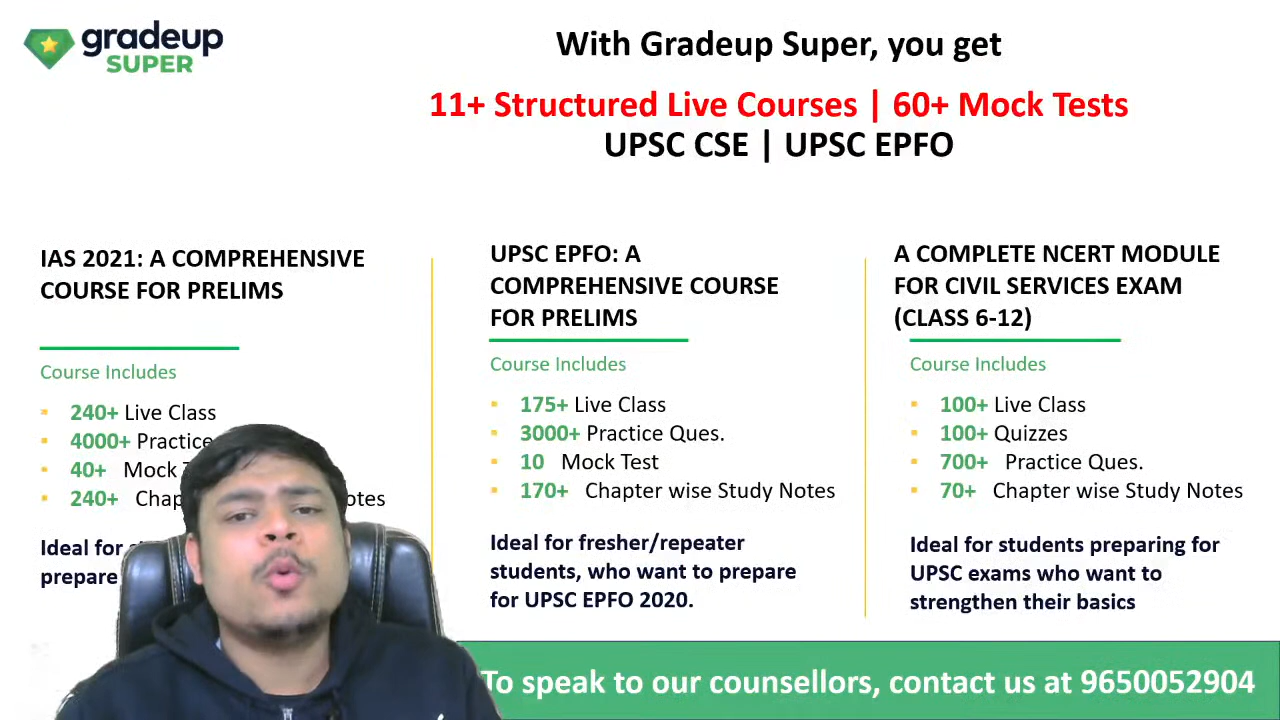 gradeup
SUPER
With Gradeup Super, you get
11+ Structured Live Courses | 60+ Mock Tests
UPSC CSE | UPSC EPFO
IAS 2021: A COMPREHENSIVE
COURSE FOR PRELIMS
Course Includes
240+ Live Class
4000+ Practice
40+ Mock
240+
Ideal for
prepare
UPSC EPFO: A
COMPREHENSIVE COURSE
FOR PRELIMS
Course Includes
175+ Live Class
3000+ Practice Ques.
10 Mock Test
170+ Chapter wise Study Notes
Ideal for fresher/repeater
students, who want to prepare
for UPSC EPFO 2020.
A COMPLETE NCERT MODULE
FOR CIVIL SERVICES EXAM
(CLASS 6-12)
Course Includes
100+ Live Class
100+ Quizzes
700+ Practice Ques.
70+ Chapter wise Study Notes
Ideal for students preparing for
UPSC exams who want to
strengthen their basics
To speak to our counsellors, contact us at 9650052904